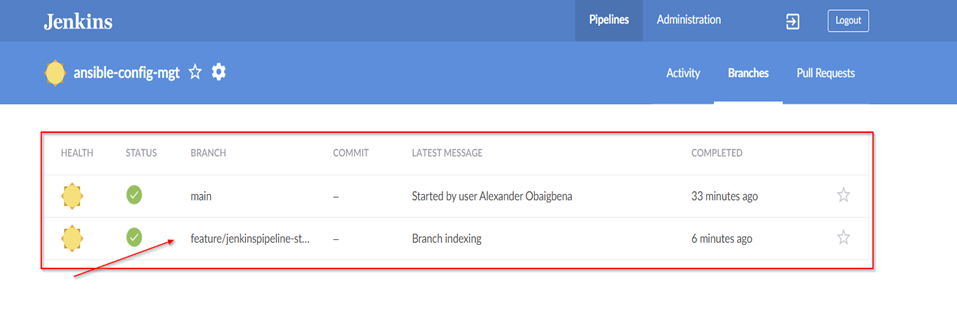 Jenkins Pipelines Administration Logout
ansible-config-mgt Activity Branches Pull Requests
HEALTH STATUS BRANCH COMMIT LATEST MESSAGE COMPLETED
main – Started by user Alexander Obaigbena 33 minutes ago
feature/jenkinspipeline-st... – Branch indexing 6 minutes ago